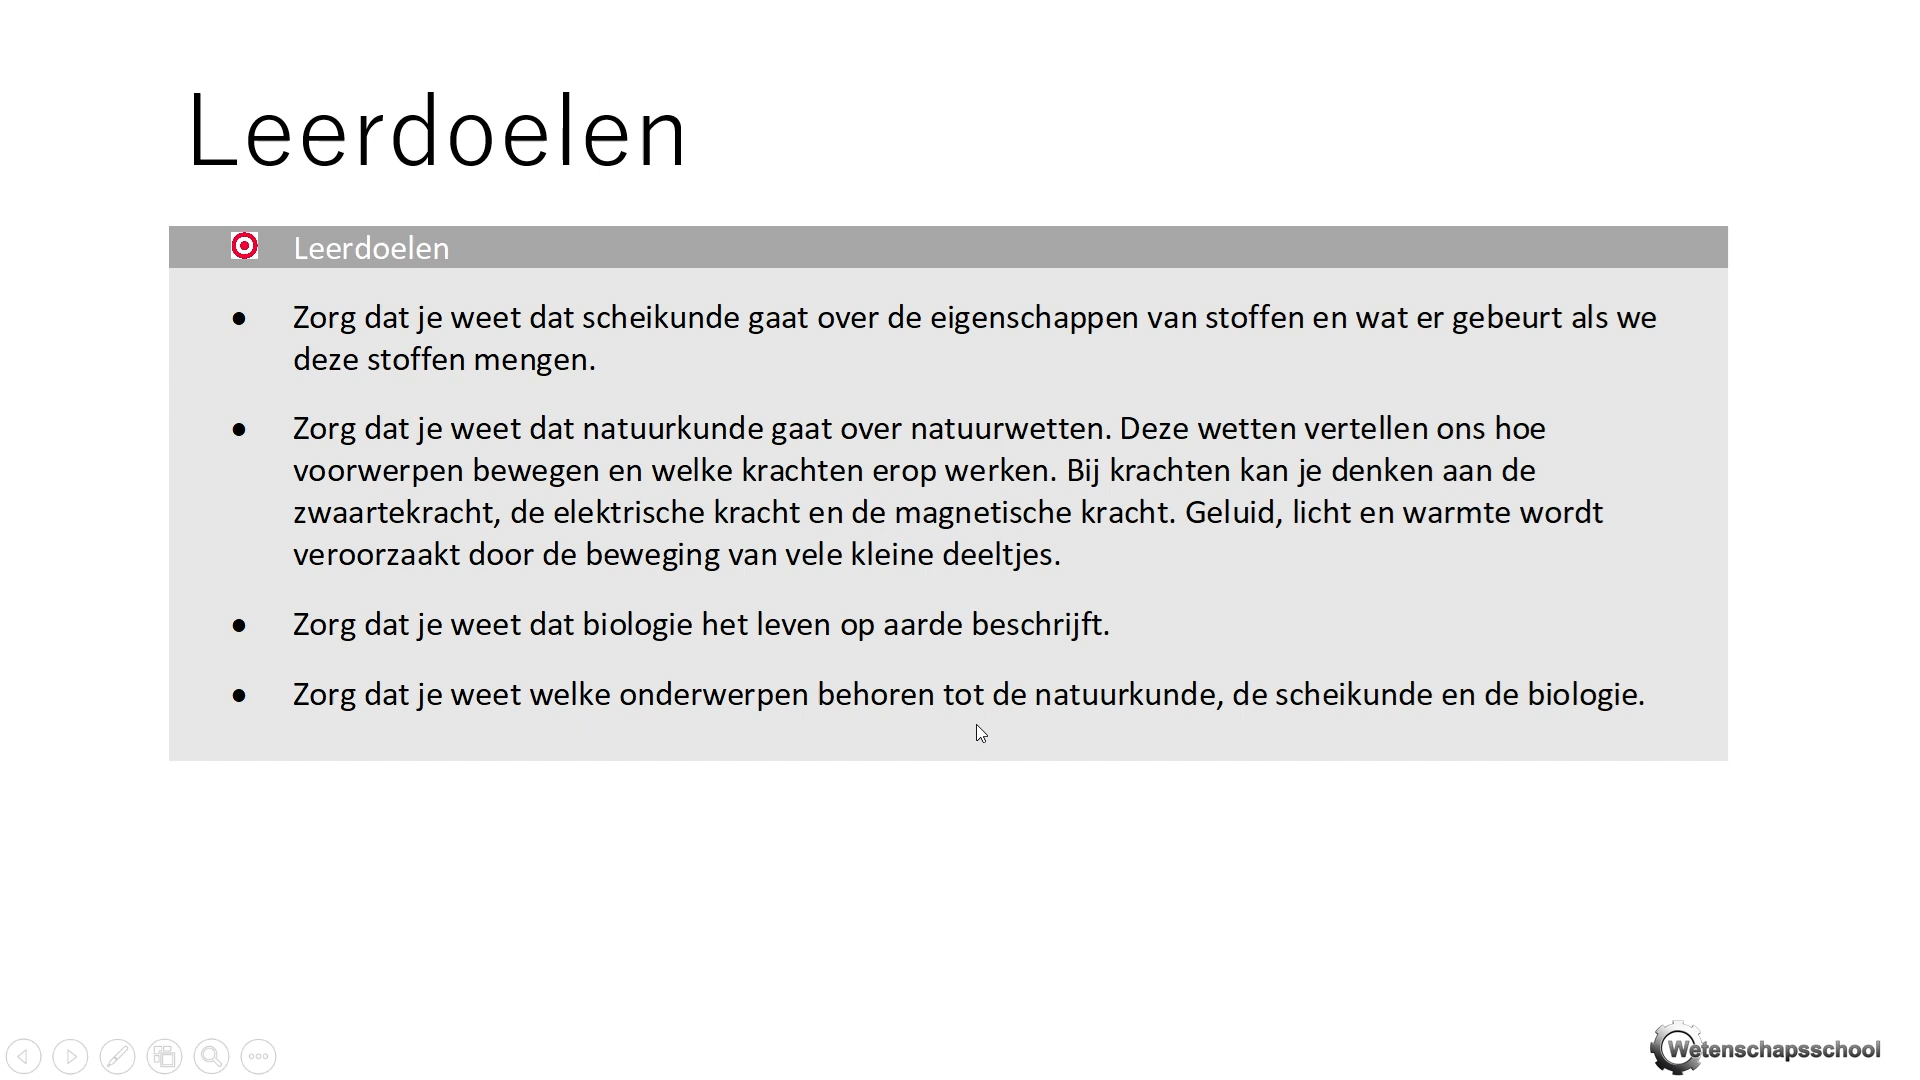 Leerdoelen
Leerdoelen
● Zorg dat je weet dat scheikunde gaat over de eigenschappen van stoffen en wat er gebeurt als we
deze stoffen mengen.
● Zorg dat je weet dat natuurkunde gaat over natuurwetten. Deze wetten vertellen ons hoe
voorwerpen bewegen en welke krachten erop werken. Bij krachten kan je denken aan de
zwaartekracht, de elektrische kracht en de magnetische kracht. Geluid, licht en warmte wordt
veroorzaakt door de beweging van vele kleine deeltjes.
● Zorg dat je weet dat biologie het leven op aarde beschrijft.
● Zorg dat je weet welke onderwerpen behoren tot de natuurkunde, de scheikunde en de biologie.
Wetenschapsschool